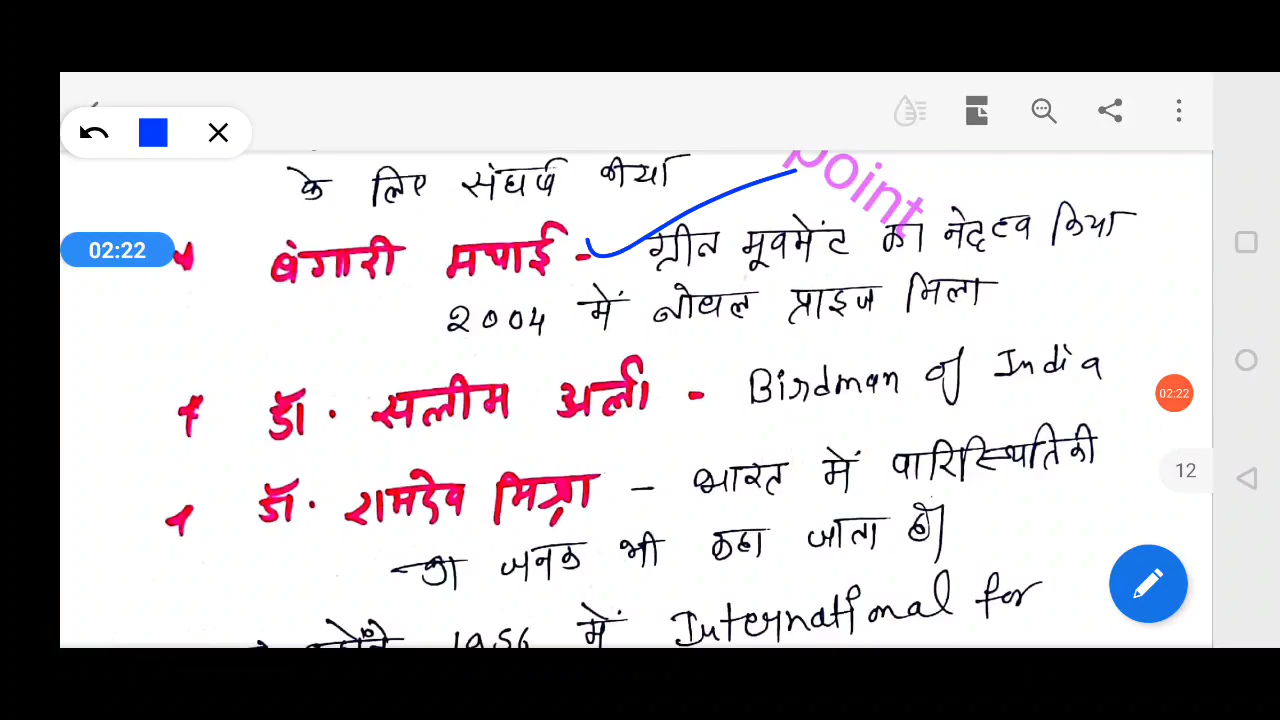 के लिए संघर्ष कीया
point
02:22
बंगारी मथाई - ग्रीन मूवमेंट का नेतृत्व किया
2004 में नोबल प्राइज मिला
डॉ. सलीम अली - Birdman of India
02:22
12
डॉ. रामदेव मिश्रा - भारत में पारिस्थितिकी
का जनक भी कहा जाता है।
1956 में International for